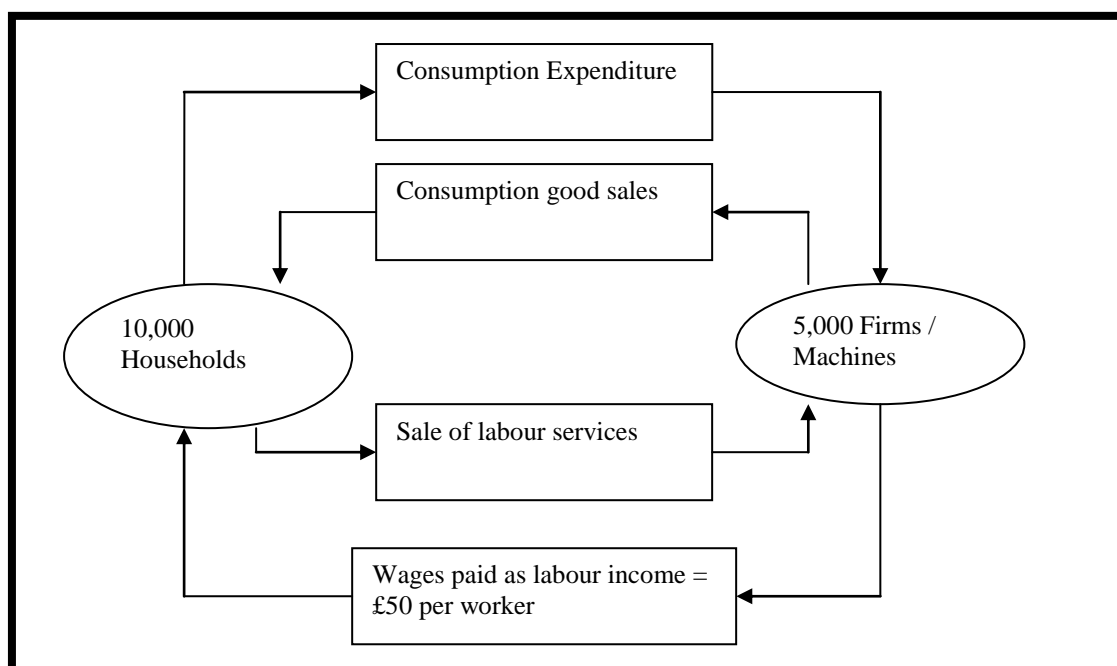 Consumption Expenditure
Consumption good sales
10,000
Households
5,000 Firms /
Machines
Sale of labour services
Wages paid as labour income =
£50 per worker